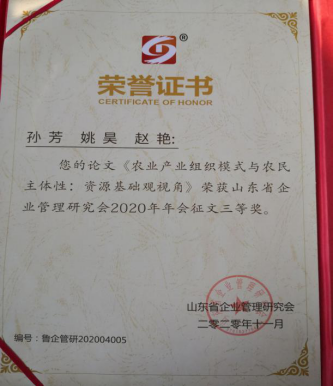 ®
荣誉证书
CERTIFICATE OF HONOR
孙芳 姚昊 赵艳:
您的论文《农业产业组织模式与农民
主体性：资源基础观视角》荣获山东省企
业管理研究会2020年年会征文三等奖。
山东省企业管理研究会
二零二零年十一月
编号：鲁企管研202004005